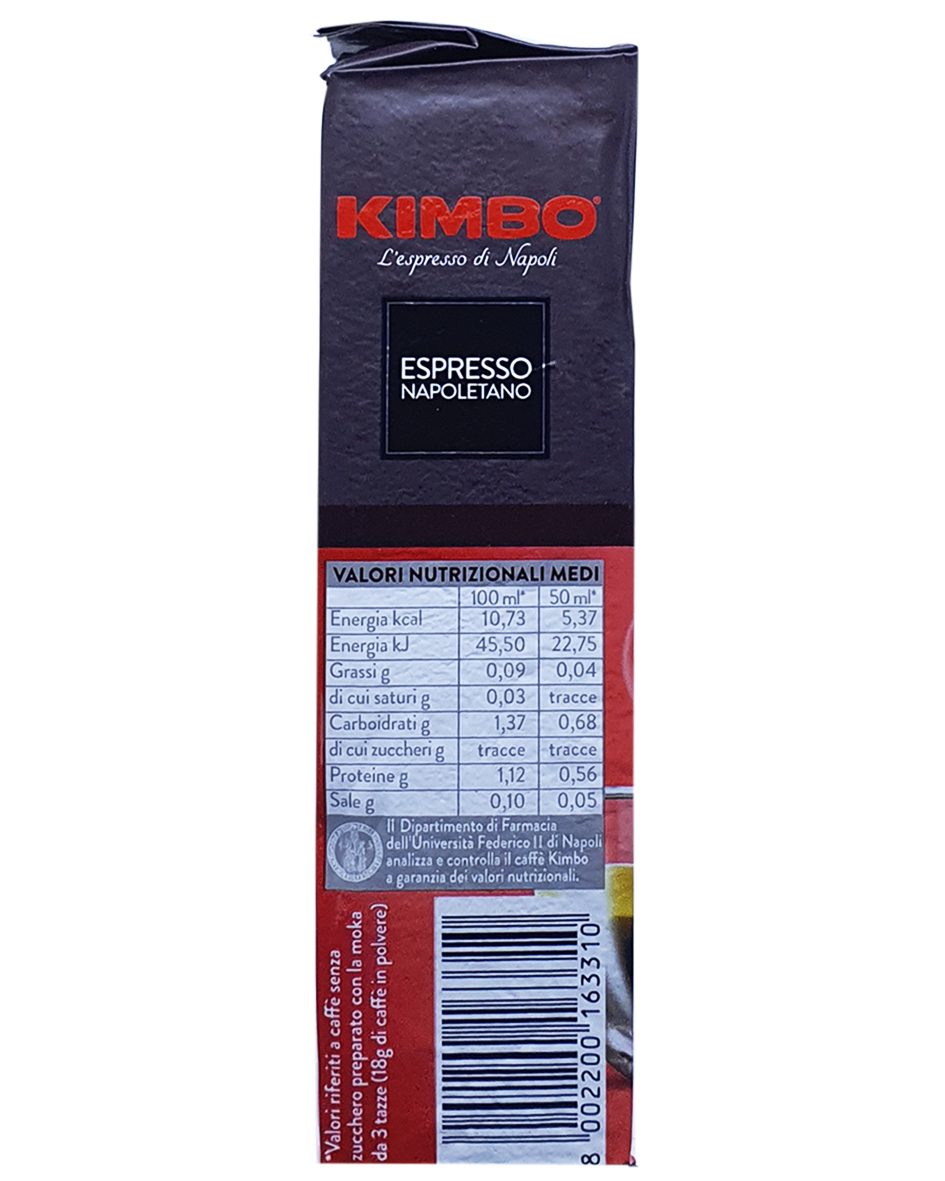 KIMBO®
L'espresso di Napoli
ESPRESSO
NAPOLETANO
VALORI NUTRIZIONALI MEDI
100 ml* 50 ml*
Energia kcal 10,73 5,37
Energia kJ 45,50 22,75
Grassi g 0,09 0,04
di cui saturi g 0,03 tracce
Carboidrati g 1,37 0,68
di cui zuccheri g tracce tracce
Proteine g 1,12 0,56
Sale g 0,10 0,05
Il Dipartimento di Farmacia
dell'Università Federico II di Napoli
analizza e controlla il caffè Kimbo
a garanzia dei valori nutrizionali.
*Valori riferiti a caffè senza
zucchero preparato con la moka
da 3 tazze (18g di caffè in polvere)
8 002200 163310